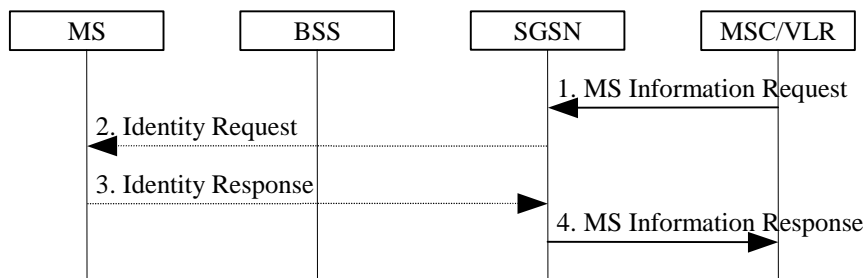 MS BSS SGSN MSC/VLR
1. MS Information Request
2. Identity Request
3. Identity Response
4. MS Information Response